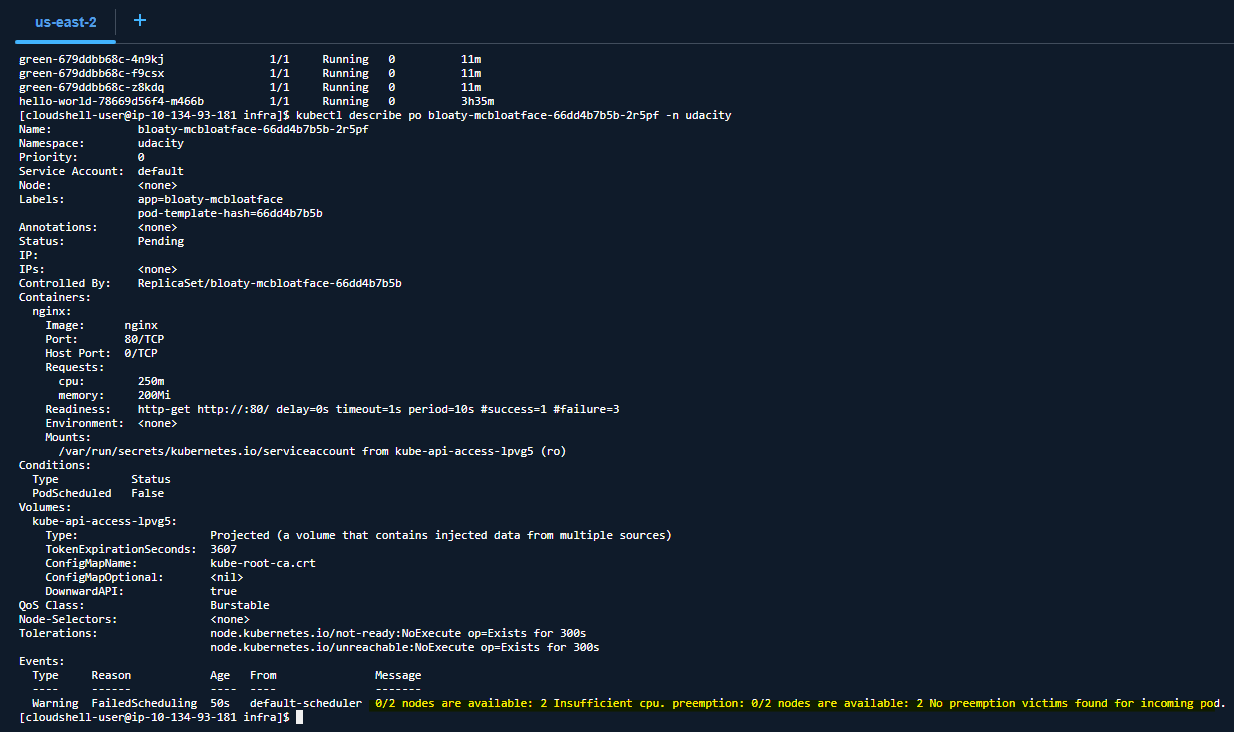 us-east-2 +
green-679ddbb68c-4n9kj 1/1 Running 0 11m
green-679ddbb68c-f9csx 1/1 Running 0 11m
green-679ddbb68c-z8kdq 1/1 Running 0 11m
hello-world-78669d56f4-m466b 1/1 Running 0 3h35m
[cloudshell-user@ip-10-134-93-181 infra]$ kubectl describe po bloaty-mcbloatface-66dd4b7b5b-2r5pf -n udacity
Name: bloaty-mcbloatface-66dd4b7b5b-2r5pf
Namespace: udacity
Priority: 0
Service Account: default
Node: <none>
Labels: app=bloaty-mcbloatface
pod-template-hash=66dd4b7b5b
Annotations: <none>
Status: Pending
IP:
IPs: <none>
Controlled By: ReplicaSet/bloaty-mcbloatface-66dd4b7b5b
Containers:
nginx:
Image: nginx
Port: 80/TCP
Host Port: 0/TCP
Requests:
cpu: 250m
memory: 200Mi
Readiness: http-get http://:80/ delay=0s timeout=1s period=10s #success=1 #failure=3
Environment: <none>
Mounts:
/var/run/secrets/kubernetes.io/serviceaccount from kube-api-access-lpvg5 (ro)
Conditions:
Type Status
PodScheduled False
Volumes:
kube-api-access-lpvg5:
Type: Projected (a volume that contains injected data from multiple sources)
TokenExpirationSeconds: 3607
ConfigMapName: kube-root-ca.crt
ConfigMapOptional: <nil>
DownwardAPI: true
QoS Class: Burstable
Node-Selectors: <none>
Tolerations: node.kubernetes.io/not-ready:NoExecute op=Exists for 300s
node.kubernetes.io/unreachable:NoExecute op=Exists for 300s
Events:
Type Reason Age From Message
---- ------ ---- ---- -------
Warning FailedScheduling 50s default-scheduler 0/2 nodes are available: 2 Insufficient cpu. preemption: 0/2 nodes are available: 2 No preemption victims found for incoming pod.
[cloudshell-user@ip-10-134-93-181 infra]$